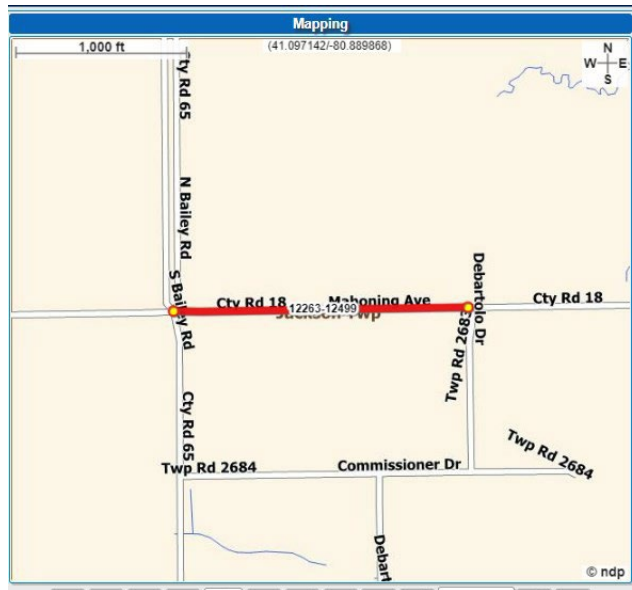 Mapping
1,000 ft
(41.097142/-80.889868)
N
W E
S
Cty Rd 65
N Bailey Rd
S Bailey Rd
Cty Rd 18
12263-12499
Mahoning Ave
Jackson Twp
Debartolo Dr
Cty Rd 18
Twp Rd 2683
Cty Rd 65
Twp Rd 2684
Commissioner Dr
Twp Rd 2684
Debart
© ndp